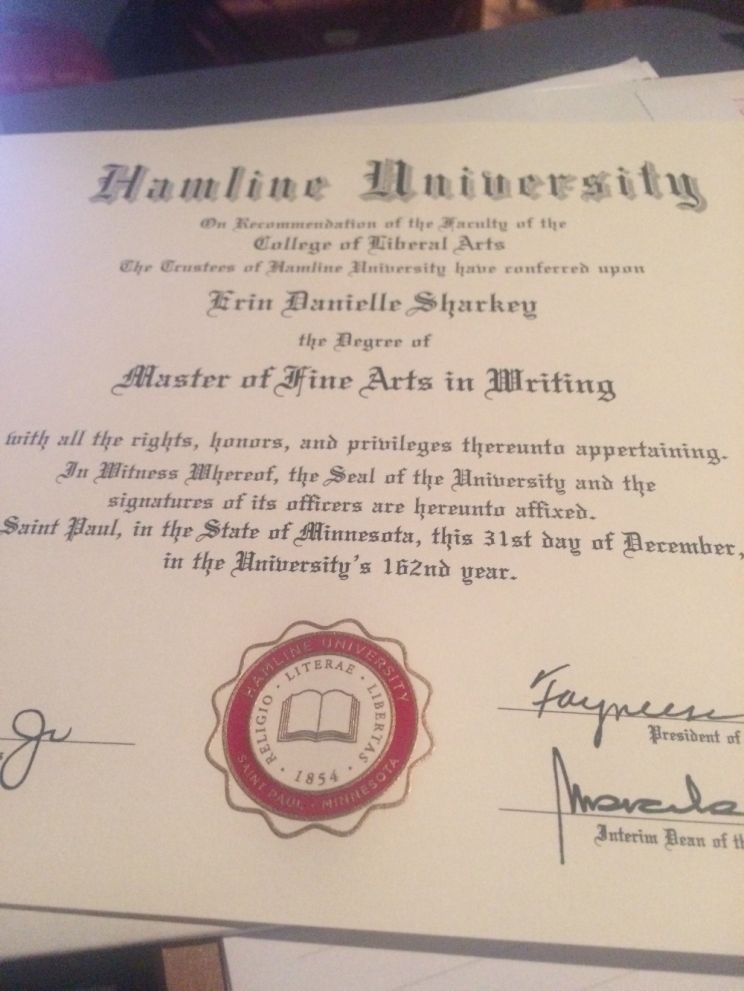 Hamline University
On Recommendation of the Faculty of the
College of Liberal Arts
The Trustees of Hamline University have conferred upon
Erin Danielle Sharkey
the Degree of
Master of Fine Arts in Writing
with all the rights, honors, and privileges thereunto appertaining.
In Witness Whereof, the Seal of the University and the
signatures of its officers are hereunto affixed.
Saint Paul, in the State of Minnesota, this 31st day of December,
in the University's 162nd year.
HAMLINE UNIVERSITY
RELIGIO · LITERAE · LIBERTAS
· 1854 ·
SAINT PAUL · MINNESOTA
Jr
Fayneese
President of
Interim Dean of th